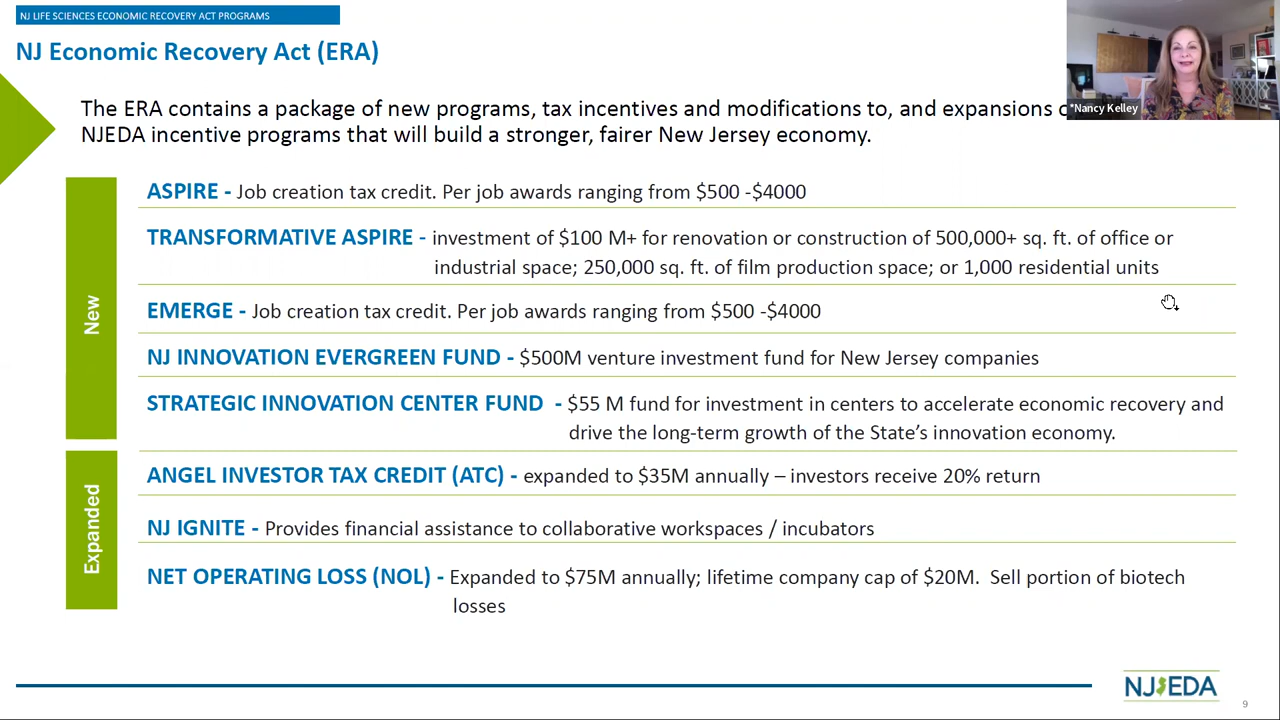 NJ LIFE SCIENCES ECONOMIC RECOVERY ACT PROGRAMS
NJ Economic Recovery Act (ERA)
*Nancy Kelley
The ERA contains a package of new programs, tax incentives and modifications to, and expansions
NJEDA incentive programs that will build a stronger, fairer New Jersey economy.
New
ASPIRE - Job creation tax credit. Per job awards ranging from $500 -$4000
TRANSFORMATIVE ASPIRE - investment of $100 M+ for renovation or construction of 500,000+ sq. ft. of office or
industrial space; 250,000 sq. ft. of film production space; or 1,000 residential units
EMERGE - Job creation tax credit. Per job awards ranging from $500 -$4000
NJ INNOVATION EVERGREEN FUND - $500M venture investment fund for New Jersey companies
STRATEGIC INNOVATION CENTER FUND - $55 M fund for investment in centers to accelerate economic recovery and
drive the long-term growth of the State's innovation economy.
Expanded
ANGEL INVESTOR TAX CREDIT (ATC) - expanded to $35M annually – investors receive 20% return
NJ IGNITE - Provides financial assistance to collaborative workspaces / incubators
NET OPERATING LOSS (NOL) - Expanded to $75M annually; lifetime company cap of $20M. Sell portion of biotech
losses
NJEDA
9